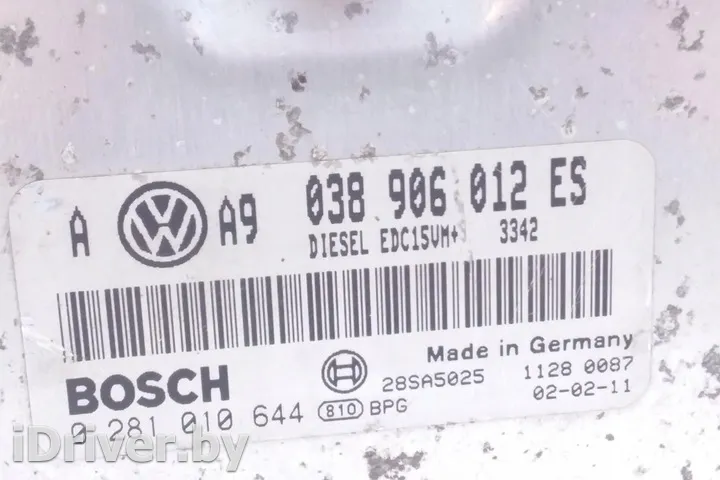 A VW A9 038 906 012 ES
DIESEL EDC15VM+ 3342
Made in Germany
BOSCH 28SA5025 1128 0087
0 281 010 644 810 BPG 02-02-11
iDriver.by